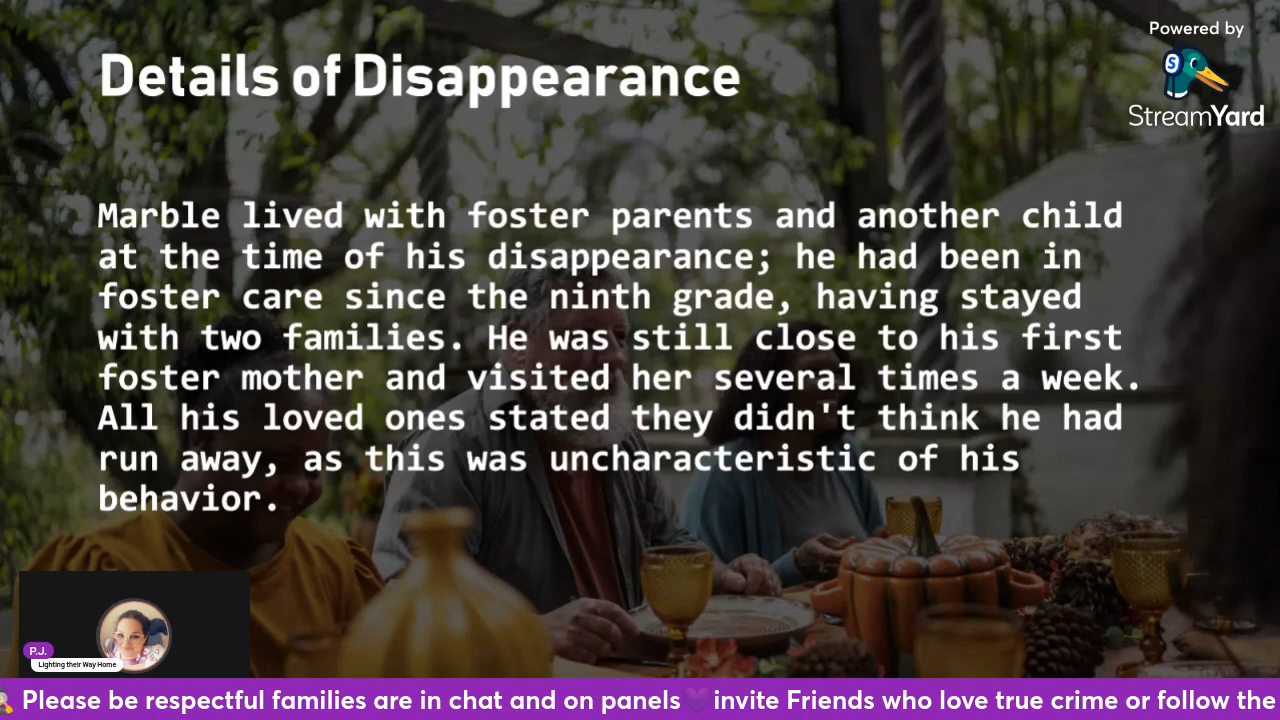 Powered by
StreamYard
Details of Disappearance
Marble lived with foster parents and another child
at the time of his disappearance; he had been in
foster care since the ninth grade, having stayed
with two families. He was still close to his first
foster mother and visited her several times a week.
All his loved ones stated they didn't think he had
run away, as this was uncharacteristic of his
behavior.
P.J.
Lighting their Way Home
Please be respectful families are in chat and on panels💜invite Friends who love true crime or follow the